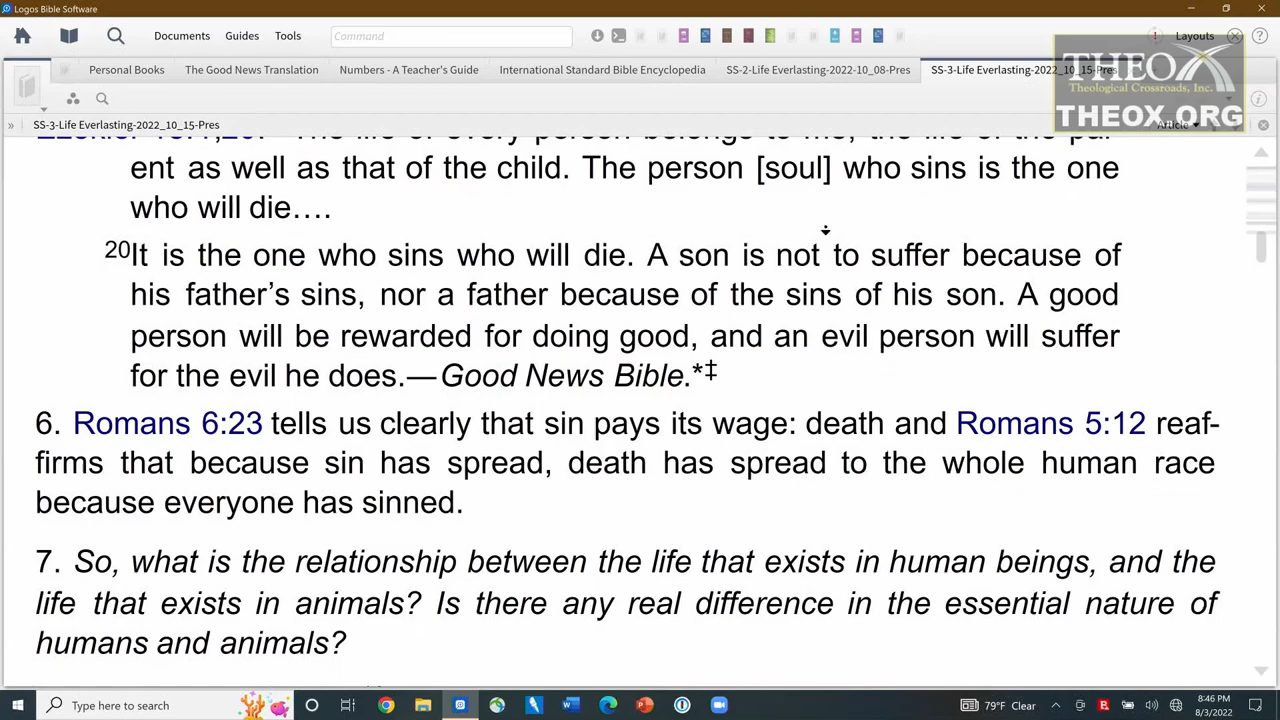 Logos Bible Software
Documents Guides Tools Command Layouts
Personal Books The Good News Translation International Standard Bible Encyclopedia SS-2-Life Everlasting-2022-10_08-Pres SS-3-Life Everlasting-2022_10_15-Pres
THEOX
Theological Crossroads, Inc.
THEOX.ORG
SS-3-Life Everlasting-2022_10_15-Pres Article
ent as well as that of the child. The person [soul] who sins is the one
who will die….
20It is the one who sins who will die. A son is not to suffer because of
his father’s sins, nor a father because of the sins of his son. A good
person will be rewarded for doing good, and an evil person will suffer
for the evil he does.—Good News Bible.*‡
6. Romans 6:23 tells us clearly that sin pays its wage: death and Romans 5:12 reaf-
firms that because sin has spread, death has spread to the whole human race
because everyone has sinned.
7. So, what is the relationship between the life that exists in human beings, and the
life that exists in animals? Is there any real difference in the essential nature of
humans and animals?
Type here to search 79°F Clear 8:46 PM
8/3/2022